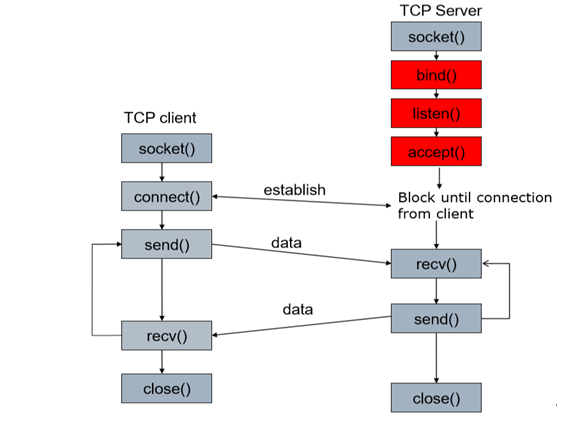 TCP Server
socket()
bind()
listen()
accept()
TCP client
socket()
connect()
establish
Block until connection
from client
send()
data
recv()
data
send()
recv()
close()
close()